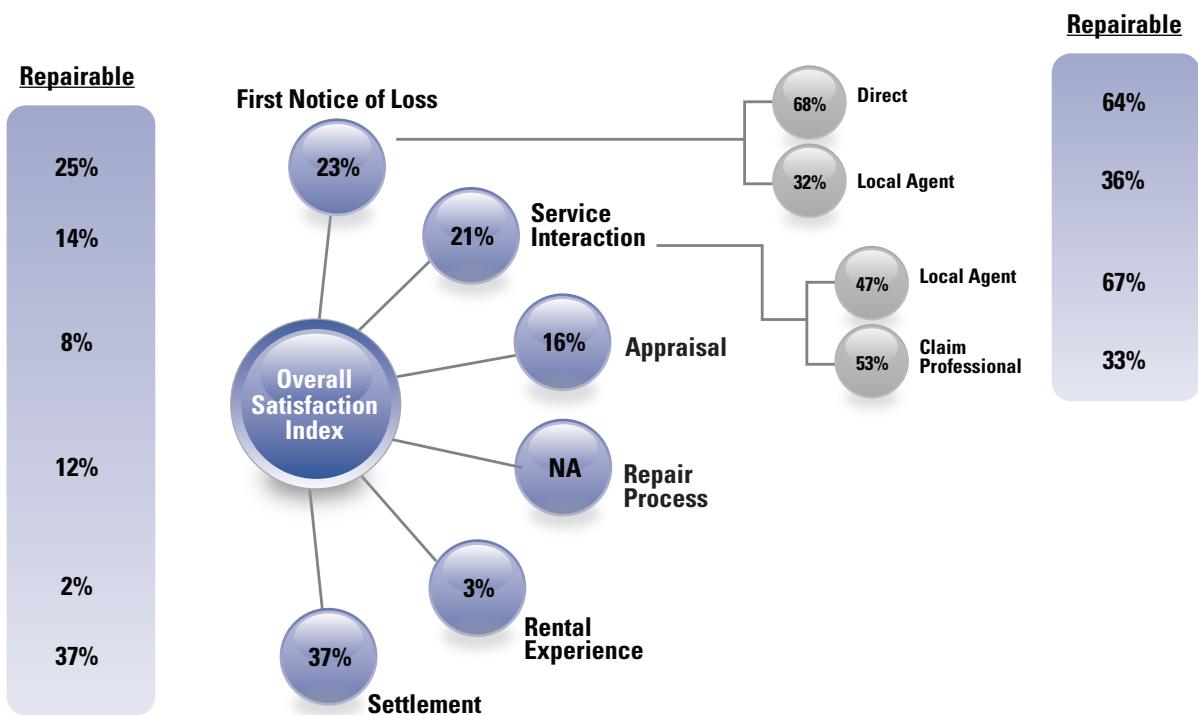 Repairable
25%
14%
8%
12%
2%
37%
First Notice of Loss
23%
21%
Service
Interaction
16%
Appraisal
Overall
Satisfaction
Index
NA
Repair
Process
3%
Rental
Experience
37%
Settlement
68%
Direct
32%
Local Agent
47%
Local Agent
53%
Claim
Professional
Repairable
64%
36%
67%
33%